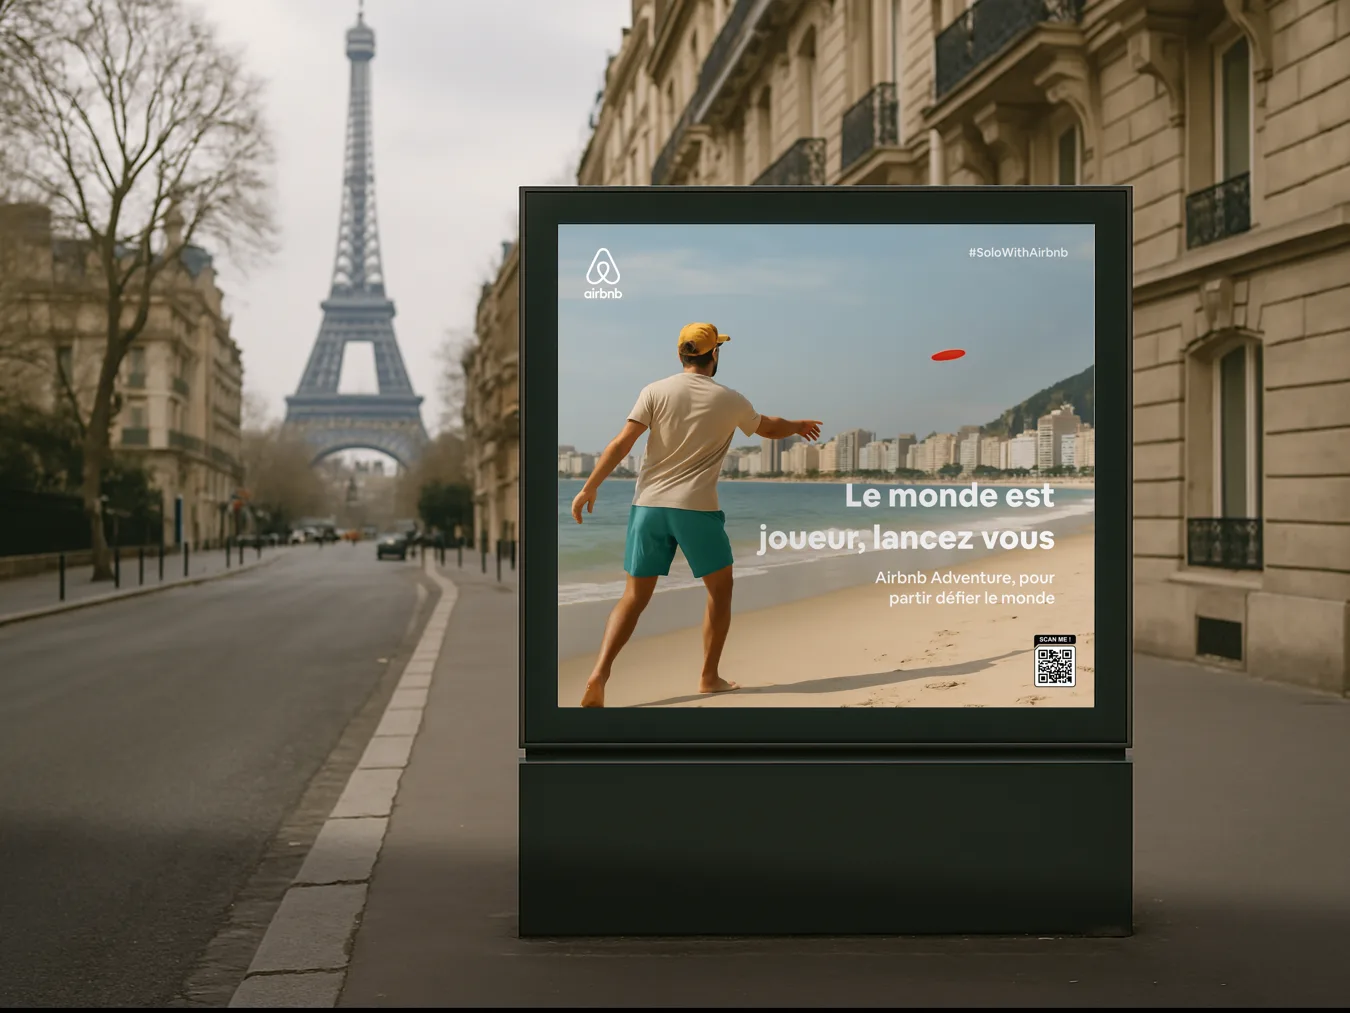 airbnb
#SoloWithAirbnb
Le monde est
joueur, lancez vous
Airbnb Adventure, pour
partir défier le monde
SCAN ME !